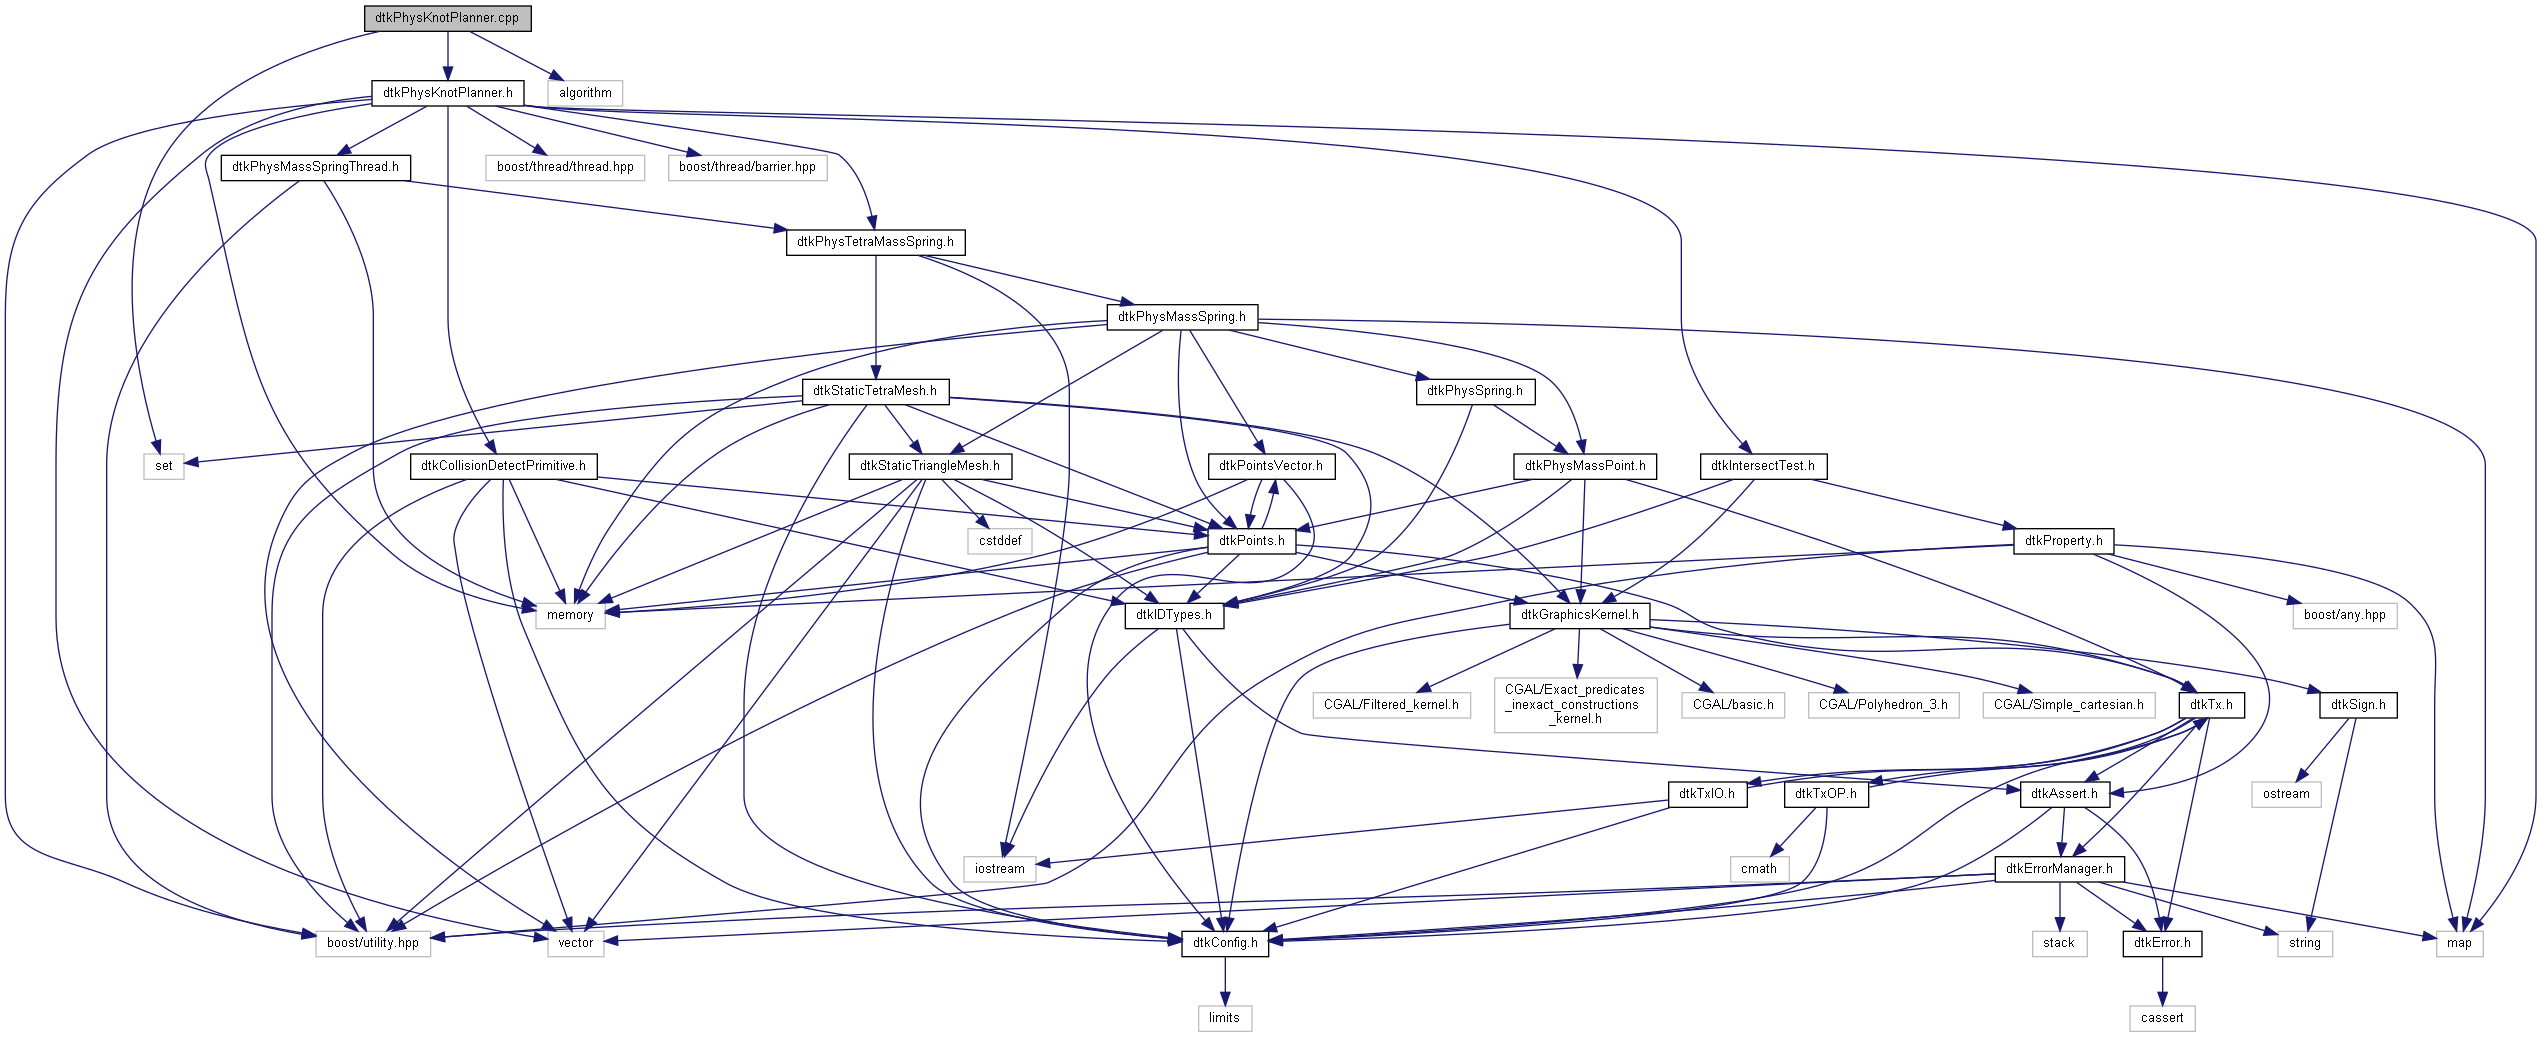 dtkPhysKnotPlanner.cpp
dtkPhysKnotPlanner.h
algorithm
dtkPhysMassSpringThread.h
boost/thread/thread.hpp
boost/thread/barrier.hpp
dtkPhysTetraMassSpring.h
dtkPhysMassSpring.h
dtkStaticTetraMesh.h
dtkPhysSpring.h
set
dtkCollisionDetectPrimitive.h
dtkStaticTriangleMesh.h
dtkPointsVector.h
dtkPhysMassPoint.h
dtkIntersectTest.h
cstddef
dtkPoints.h
dtkProperty.h
memory
dtkIDTypes.h
dtkGraphicsKernel.h
boost/any.hpp
CGAL/Filtered_kernel.h
CGAL/Exact_predicates
_inexact_constructions
_kernel.h
CGAL/basic.h
CGAL/Polyhedron_3.h
CGAL/Simple_cartesian.h
dtkTx.h
dtkSign.h
dtkTxIO.h
dtkTxOP.h
dtkAssert.h
ostream
iostream
cmath
dtkErrorManager.h
boost/utility.hpp
vector
dtkConfig.h
stack
dtkError.h
string
map
limits
cassert